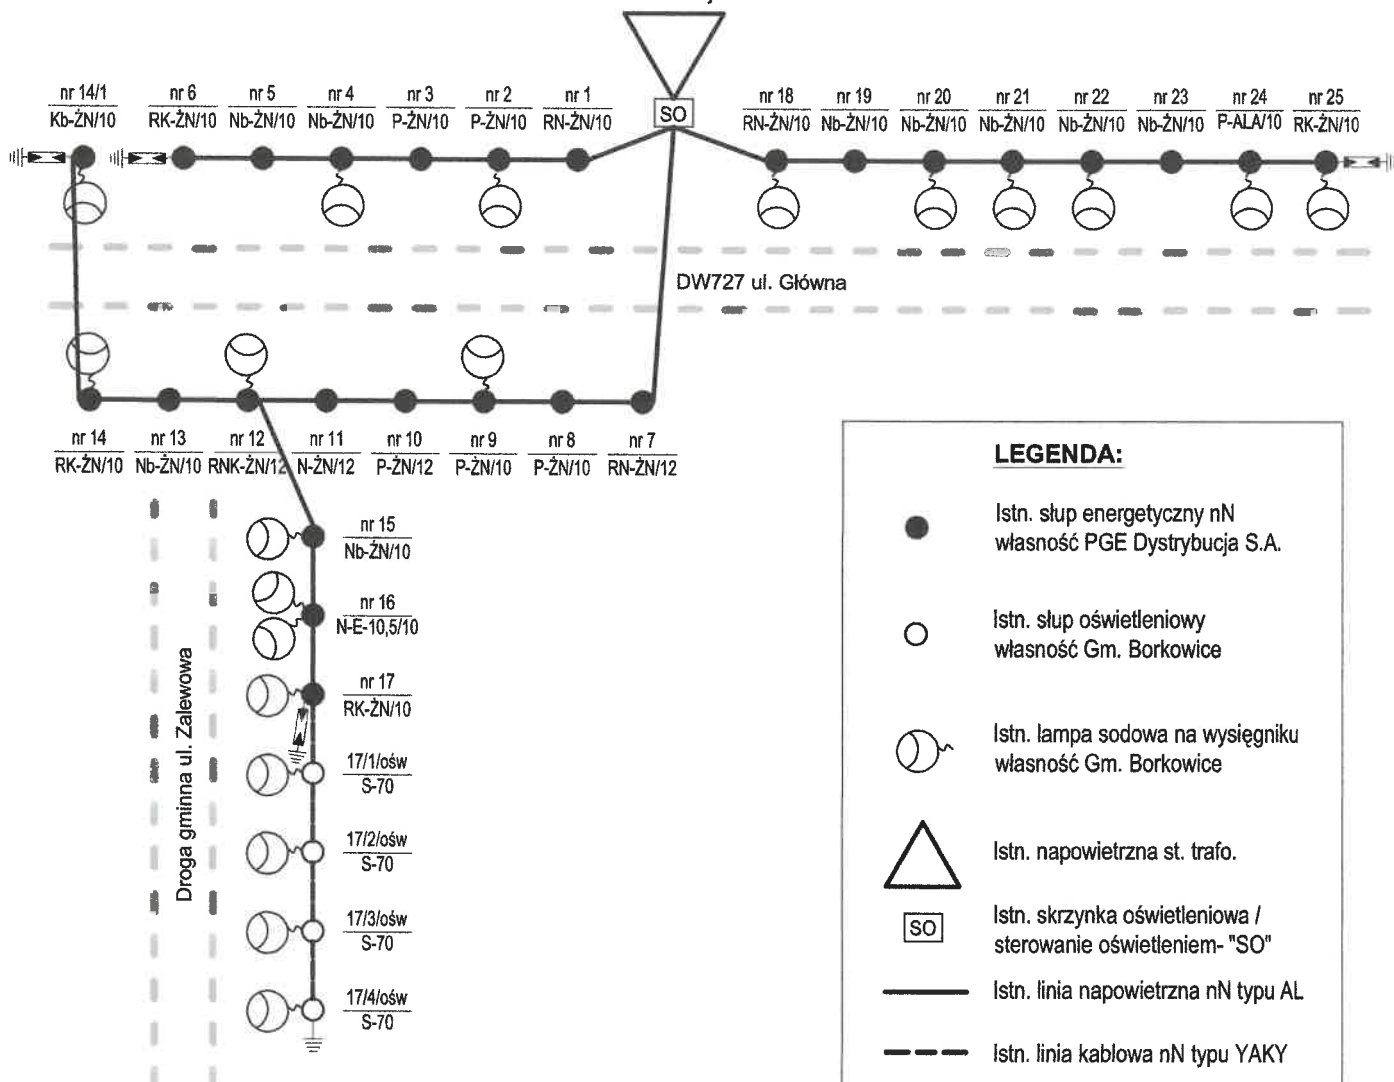 nr 14/1
Kb-ŻN/10
nr 6
RK-ŻN/10
nr 5
Nb-ŻN/10
nr 4
Nb-ŻN/10
nr 3
P-ŻN/10
nr 2
P-ŻN/10
nr 1
RN-ŻN/10
SO
nr 18
RN-ŻN/10
nr 19
Nb-ŻN/10
nr 20
Nb-ŻN/10
nr 21
Nb-ŻN/10
nr 22
Nb-ŻN/10
nr 23
Nb-ŻN/10
nr 24
P-ALA/10
nr 25
RK-ŻN/10
DW727 ul. Główna
nr 14
RK-ŻN/10
nr 13
Nb-ŻN/10
nr 12
RNK-ŻN/12
nr 11
N-ŻN/12
nr 10
P-ŻN/12
nr 9
P-ŻN/10
nr 8
P-ŻN/10
nr 7
RN-ŻN/12
nr 15
Nb-ŻN/10
nr 16
N-E-10,5/10
nr 17
RK-ŻN/10
17/1/ośw
S-70
17/2/ośw
S-70
17/3/ośw
S-70
17/4/ośw
S-70
Droga gminna ul. Zalewowa
LEGENDA:
Istn. słup energetyczny nN
własność PGE Dystrybucja S.A.
Istn. słup oświetleniowy
własność Gm. Borkowice
Istn. lampa sodowa na wysięgniku
własność Gm. Borkowice
Istn. napowietrzna st. trafo.
SO
Istn. skrzynka oświetleniowa /
sterowanie oświetleniem- "SO"
Istn. linia napowietrzna nN typu AL
Istn. linia kablowa nN typu YAKY